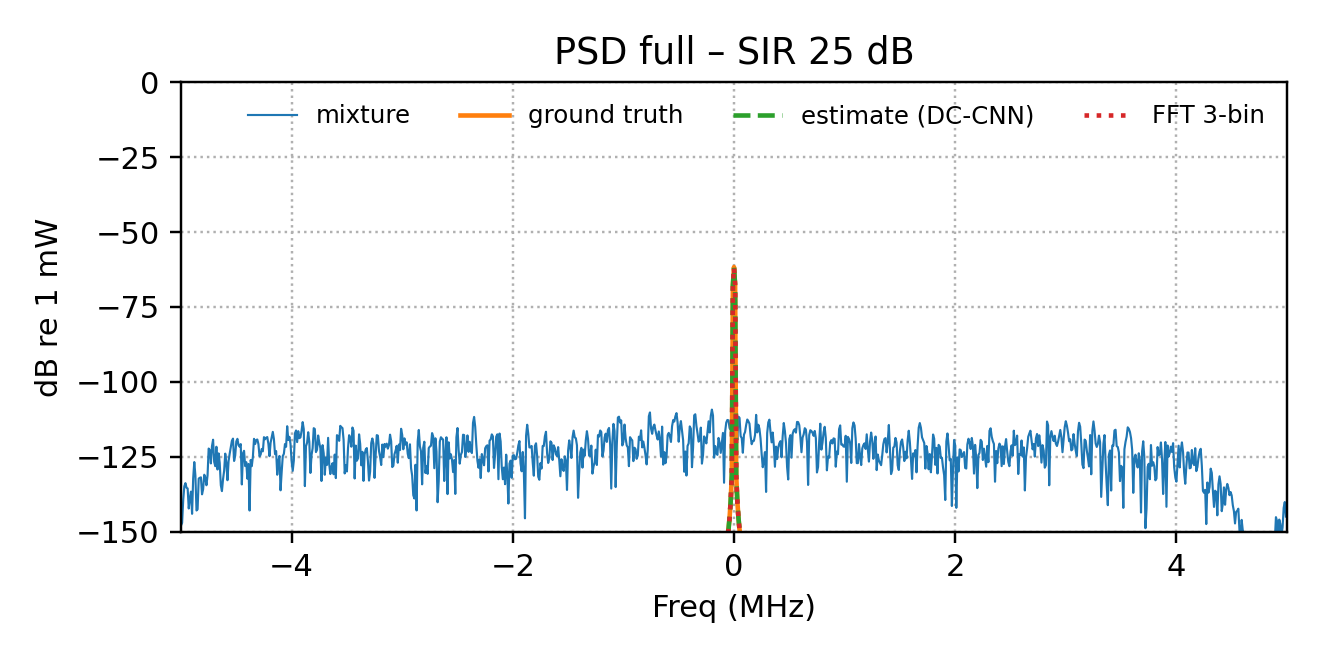 PSD full – SIR 25 dB
mixture ground truth estimate (DC-CNN) FFT 3-bin
0
−25
−50
−75
−100
−125
−150
dB re 1 mW
−4 −2 0 2 4
Freq (MHz)